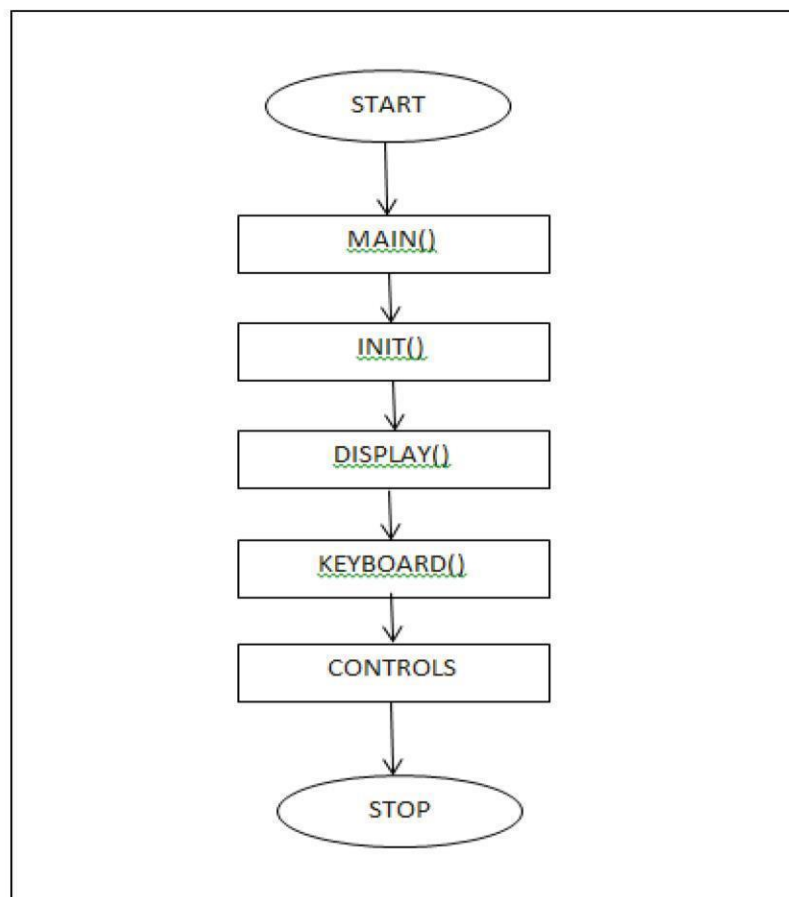 START
MAIN()
INIT()
DISPLAY()
KEYBOARD()
CONTROLS
STOP